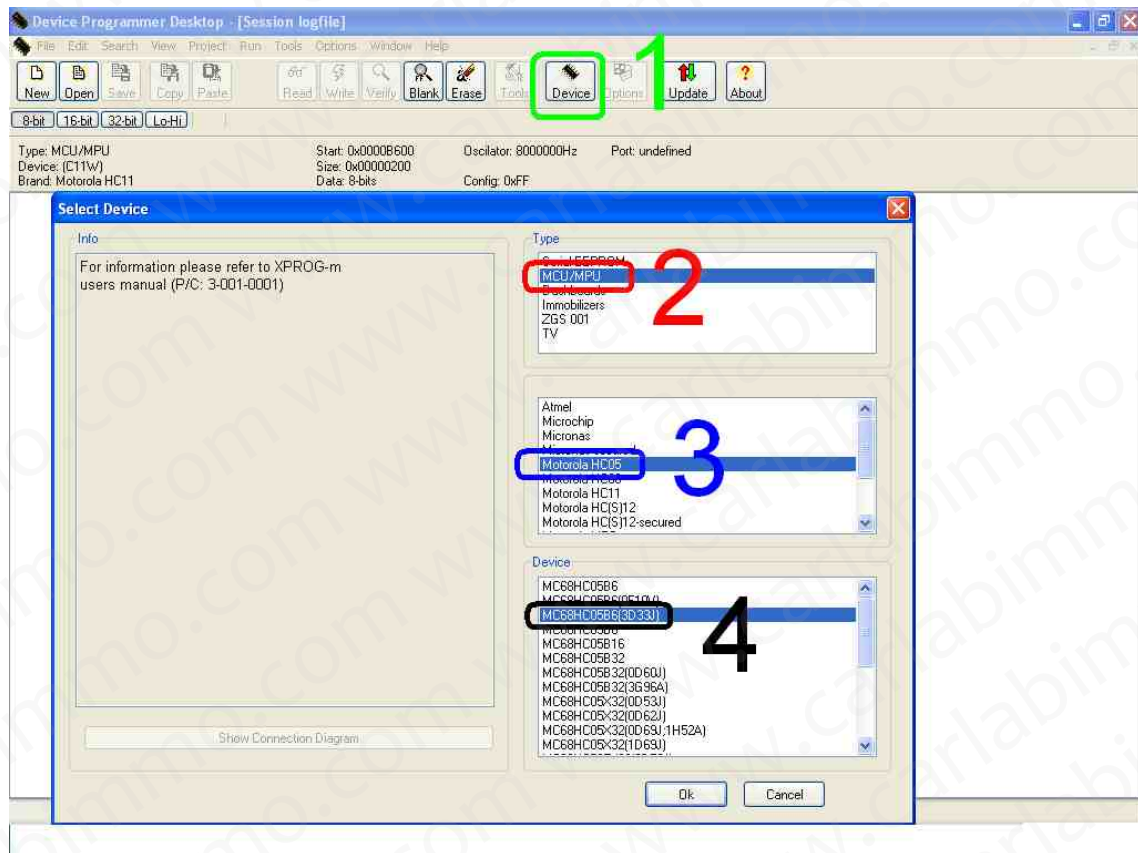 Device Programmer Desktop - [Session logfile]
File Edit Search View Project Run Tools Options Window Help
1
New Open Save Copy Paste Read Write Verify Blank Erase Tools Device Options Update About
8-bit 16-bit 32-bit Lo-Hi
Type: MCU/MPU Start: 0x0000B600 Oscilator: 8000000Hz Port: undefined
Device: (C11W) Size: 0x00000200
Brand: Motorola HC11 Data: 8-bits Config: 0xFF
Select Device
Info
For information please refer to XPROG-m
users manual (P/C: 3-001-0001)
Show Connection Diagram
Type
Serial EEPROM
MCU/MPU
2
Dashboards
Immobilizers
ZGS 001
TV
Atmel
Microchip
Micronas
Motorola HC05
3
Motorola HC11
Motorola HC(S)12
Motorola HC(S)12-secured
Device
MC68HC05B6
MC68HC05B6(3D33J)
4
MC68HC05B16
MC68HC05B32
MC68HC05B32(0D60J)
MC68HC05B32(3G96A)
MC68HC05X32(0D53J)
MC68HC05X32(0D62J)
MC68HC05X32(0D69J;1H52A)
MC68HC05X32(1D69J)
Ok Cancel
www.carlabimmo.com